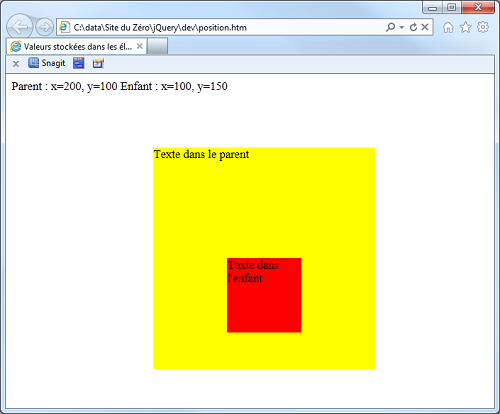 C:\data\Site du Zéro\jQuery\dev\position.htm
Valeurs stockées dans les él...
Snagit
Parent : x=200, y=100 Enfant : x=100, y=150
Texte dans le parent
Texte dans
l'enfant